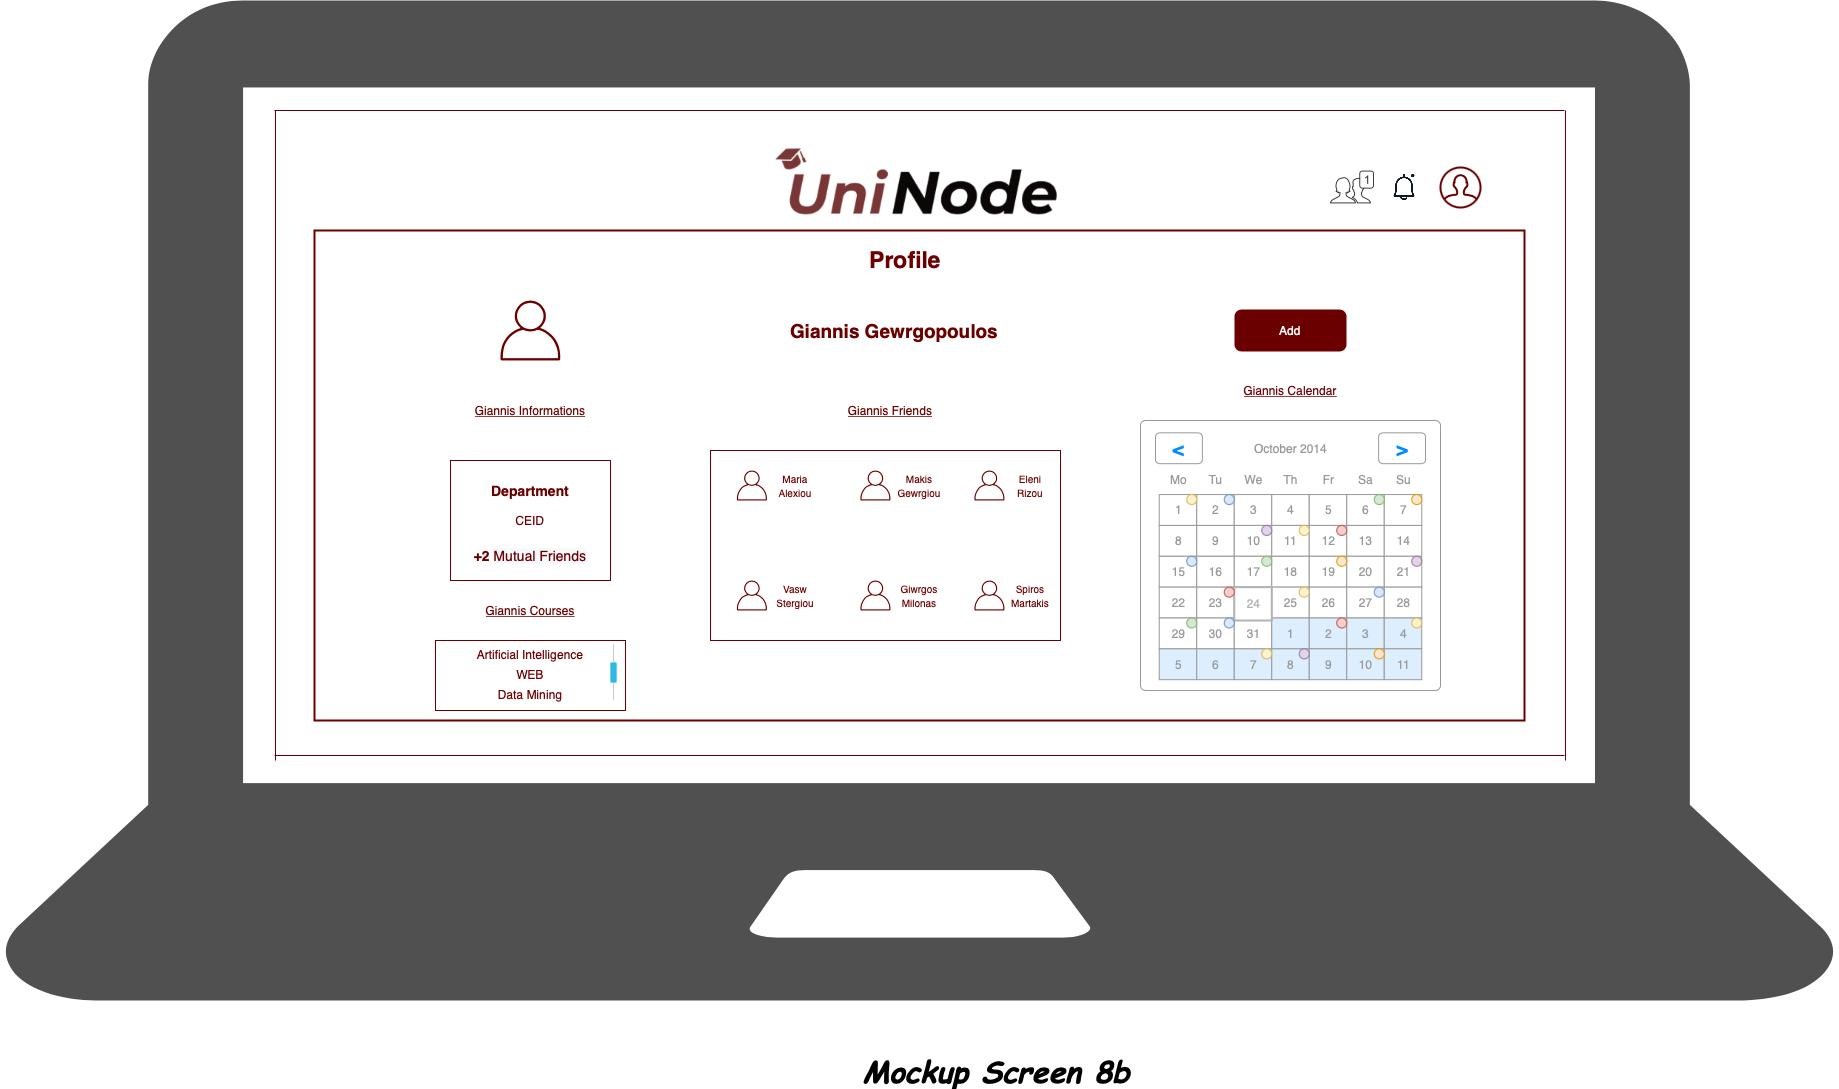 UniNode
1
Profile
Giannis Gewrgopoulos
Add
Giannis Informations
Department
CEID
+2 Mutual Friends
Giannis Courses
Artificial Intelligence
WEB
Data Mining
Giannis Friends
Maria
Alexiou
Makis
Gewrgiou
Eleni
Rizou
Vasw
Stergiou
Giwrgos
Milonas
Spiros
Martakis
Giannis Calendar
< October 2014 >
Mo Tu We Th Fr Sa Su
1 2 3 4 5 6 7
8 9 10 11 12 13 14
15 16 17 18 19 20 21
22 23 24 25 26 27 28
29 30 31 1 2 3 4
5 6 7 8 9 10 11
Mockup Screen 8b